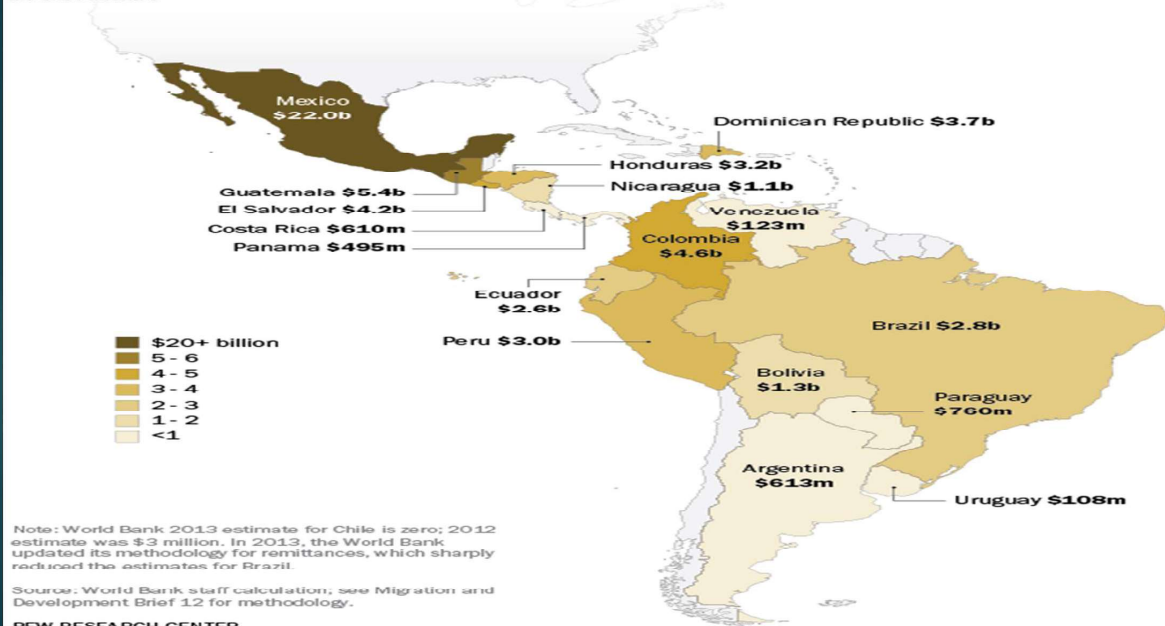 Mexico
$22.0b
Dominican Republic $3.7b
Honduras $3.2b
Nicaragua $1.1b
Guatemala $5.4b
El Salvador $4.2b
Costa Rica $610m
Panama $495m
Venezuela
$123m
Colombia
$4.6b
Ecuador
$2.6b
Peru $3.0b
Brazil $2.8b
Bolivia
$1.3b
Paraguay
$760m
Argentina
$613m
Uruguay $108m
$20+ billion
5 - 6
4 - 5
3 - 4
2 - 3
1 - 2
<1
Note: World Bank 2013 estimate for Chile is zero; 2012
estimate was $3 million. In 2013, the World Bank
updated its methodology for remittances, which sharply
reduced the estimates for Brazil.
Source: World Bank staff calculation; see Migration and
Development Brief 12 for methodology.
PEW RESEARCH CENTER